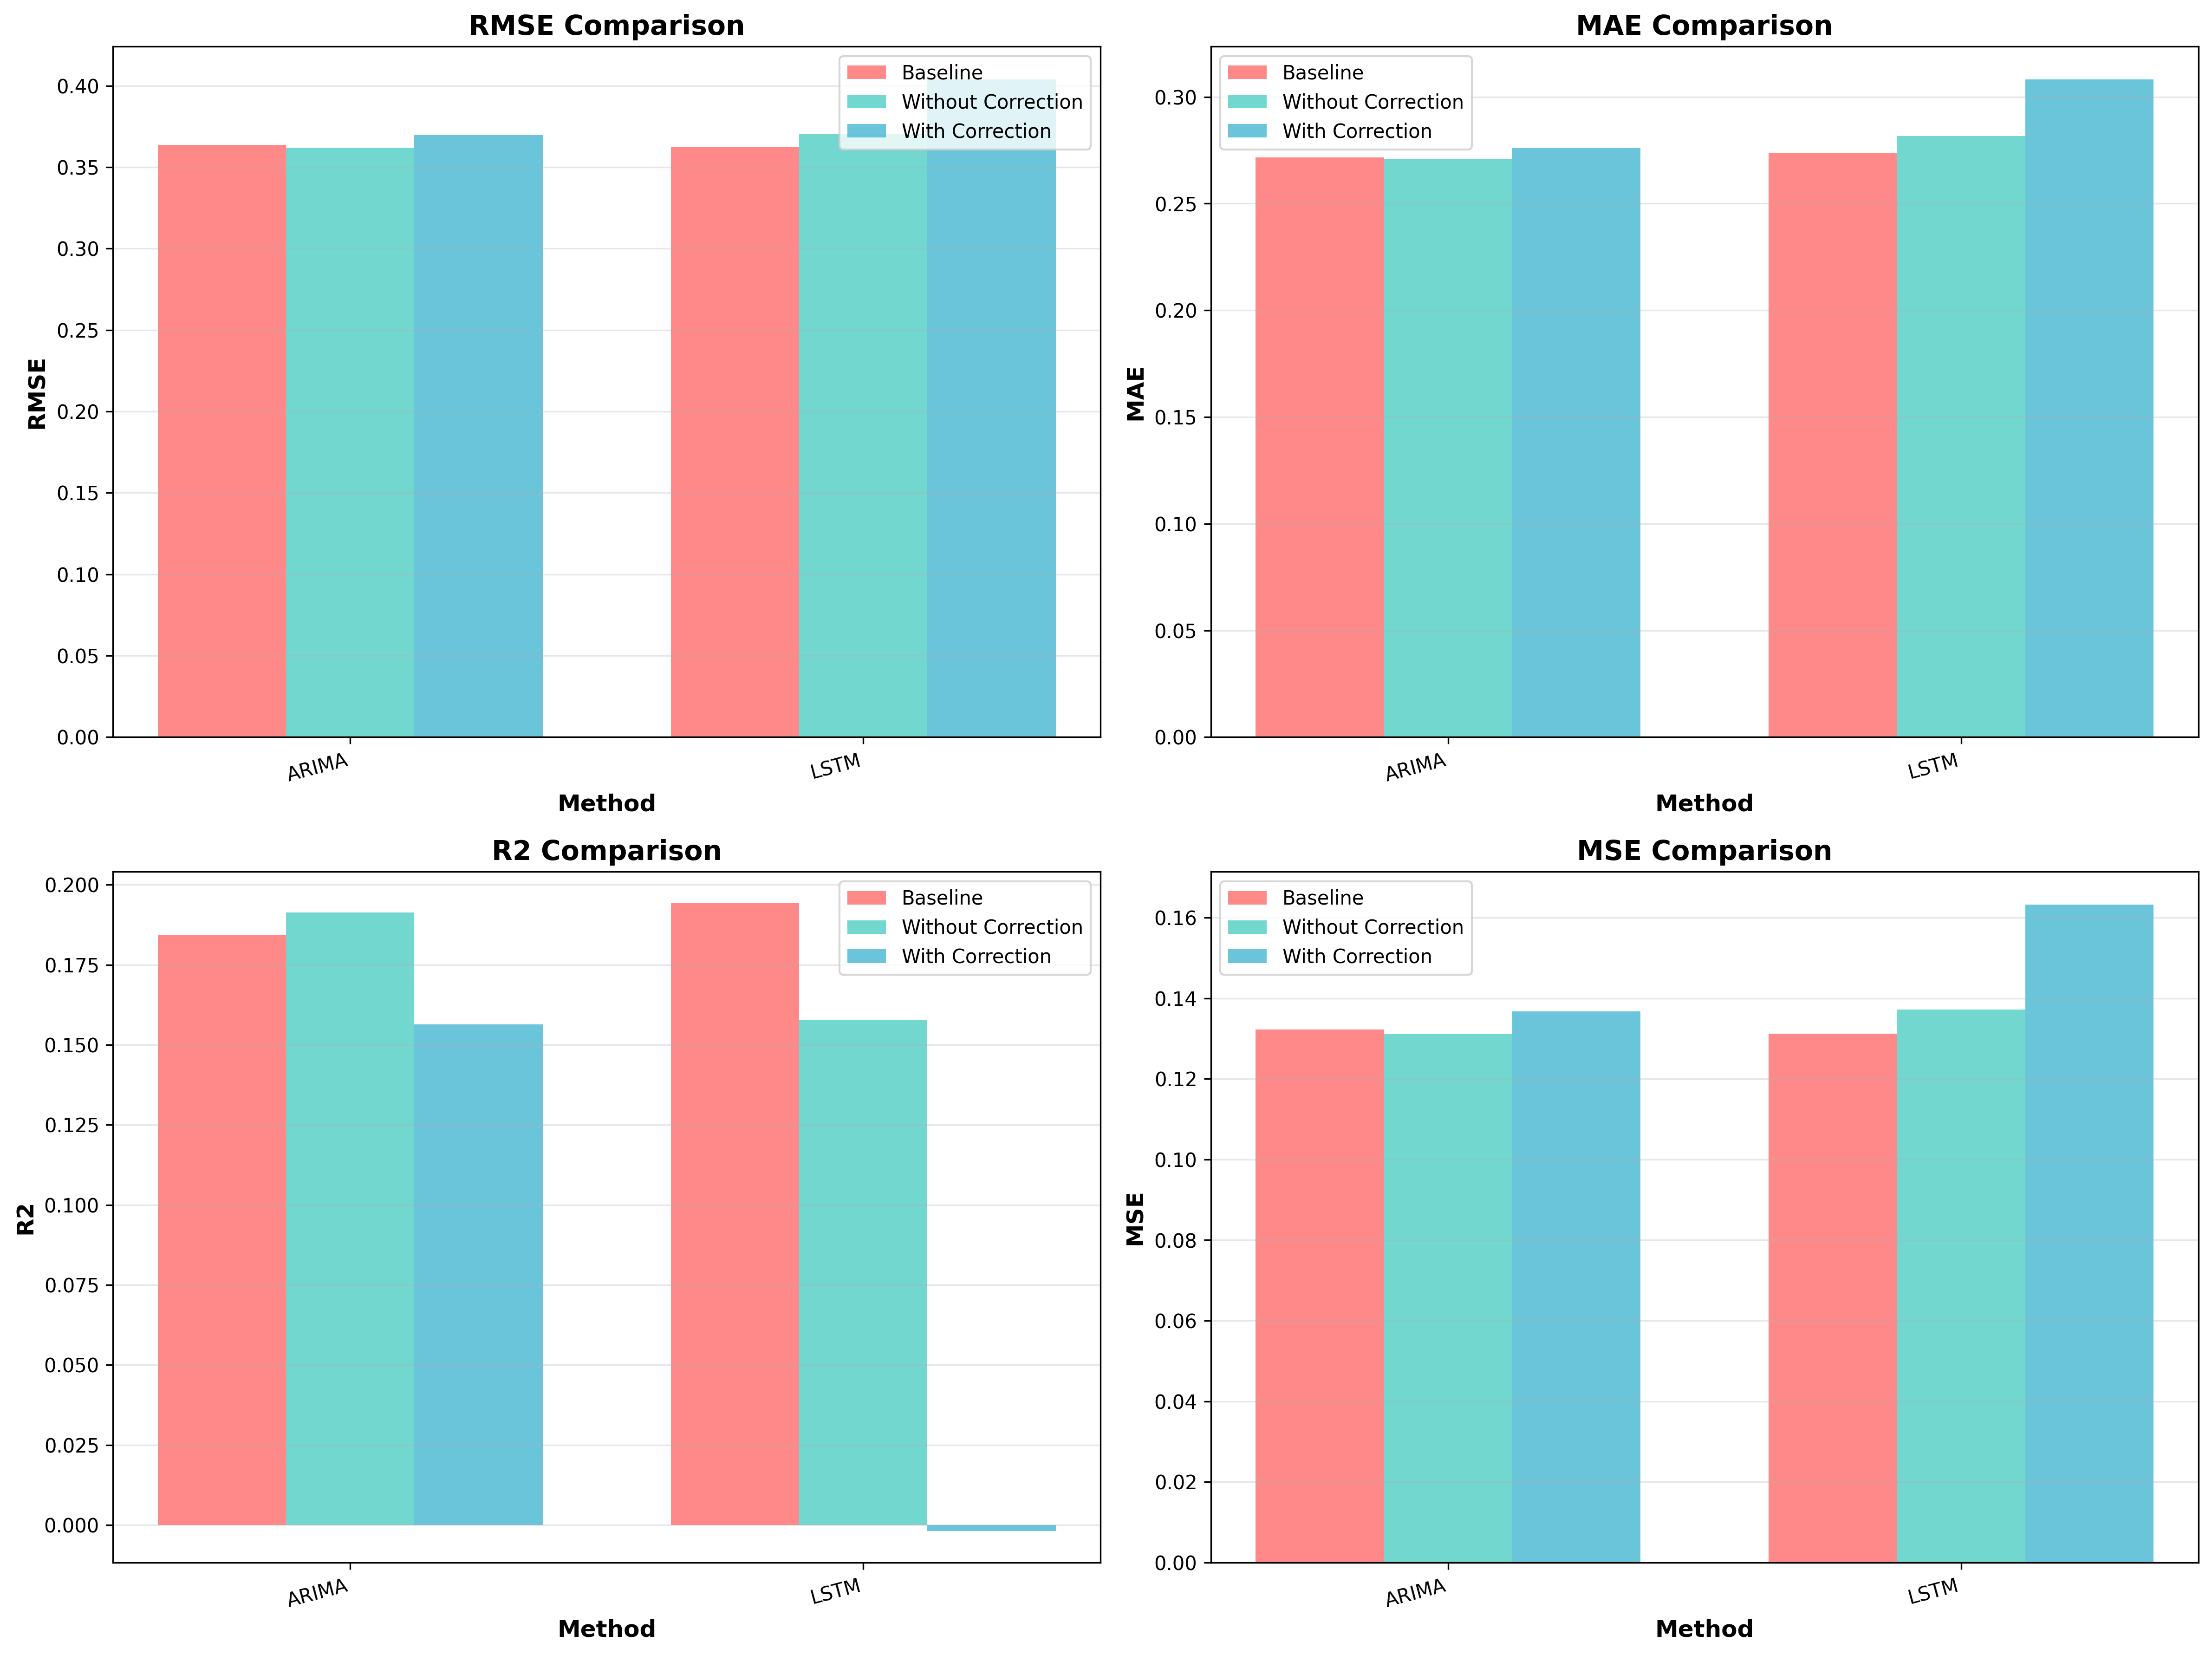 RMSE Comparison
0.40
0.35
0.30
0.25
0.20
0.15
0.10
0.05
0.00
RMSE
Baseline
Without Correction
With Correction
ARIMA
LSTM
Method
MAE Comparison
0.30
0.25
0.20
0.15
0.10
0.05
0.00
MAE
Baseline
Without Correction
With Correction
ARIMA
LSTM
Method
R2 Comparison
0.200
0.175
0.150
0.125
0.100
0.075
0.050
0.025
0.000
R2
Baseline
Without Correction
With Correction
ARIMA
LSTM
Method
MSE Comparison
0.16
0.14
0.12
0.10
0.08
0.06
0.04
0.02
0.00
MSE
Baseline
Without Correction
With Correction
ARIMA
LSTM
Method